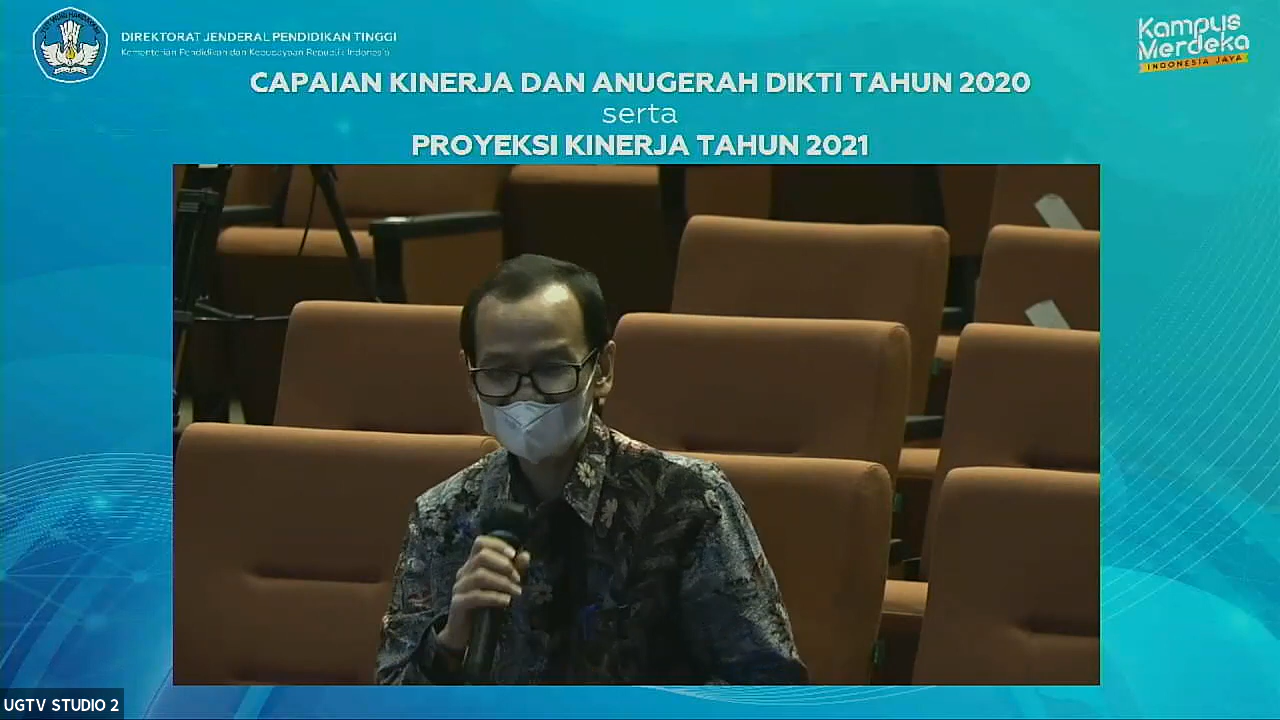 DIREKTORAT JENDERAL PENDIDIKAN TINGGI
Kementerian Pendidikan dan Kebudayaan Republik Indonesia
Kampus
Merdeka
INDONESIA JAYA
CAPAIAN KINERJA DAN ANUGERAH DIKTI TAHUN 2020
serta
PROYEKSI KINERJA TAHUN 2021
UGTV STUDIO 2